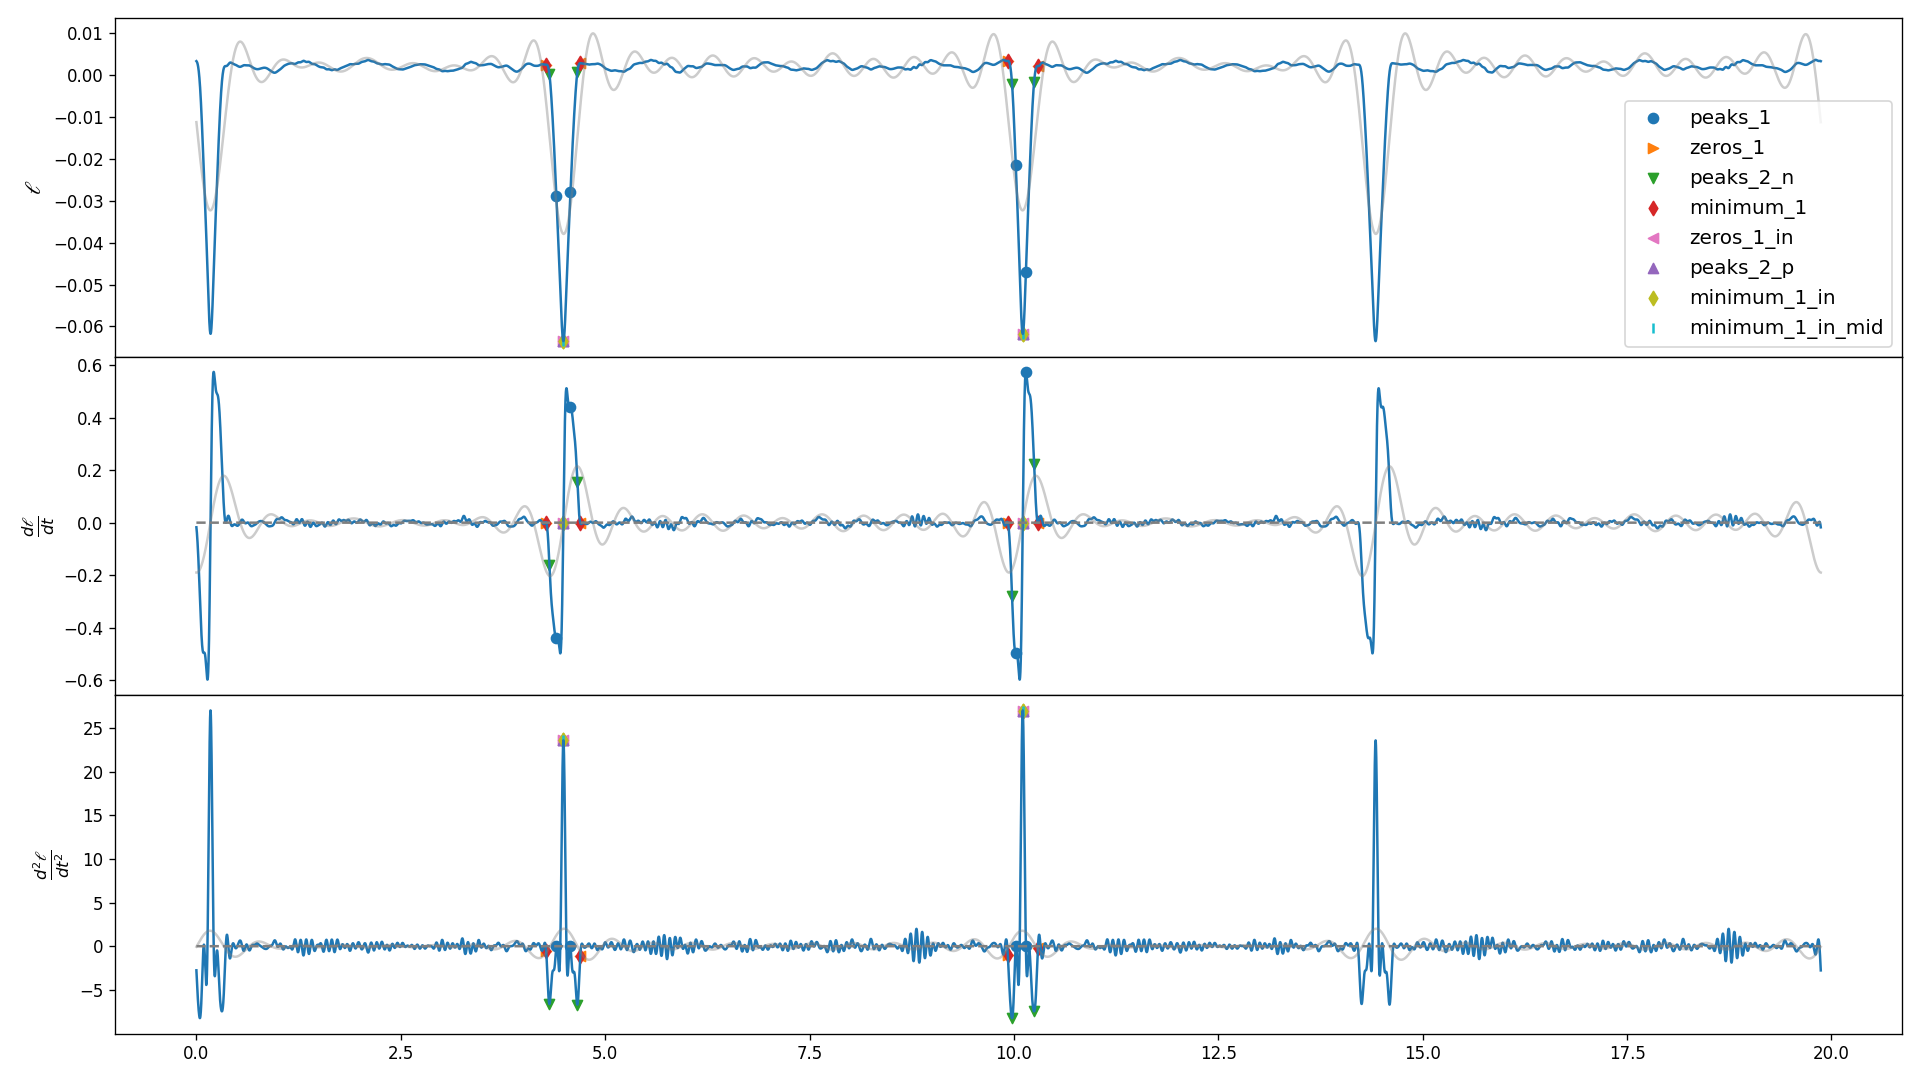 0.01
0.00
−0.01
−0.02
−0.03
−0.04
−0.05
−0.06
ℓ
peaks_1
zeros_1
peaks_2_n
minimum_1
zeros_1_in
peaks_2_p
minimum_1_in
minimum_1_in_mid
0.6
0.4
0.2
0.0
−0.2
−0.4
−0.6
dℓ
dt
25
20
15
10
5
0
−5
d²ℓ
dt²
0.0 2.5 5.0 7.5 10.0 12.5 15.0 17.5 20.0